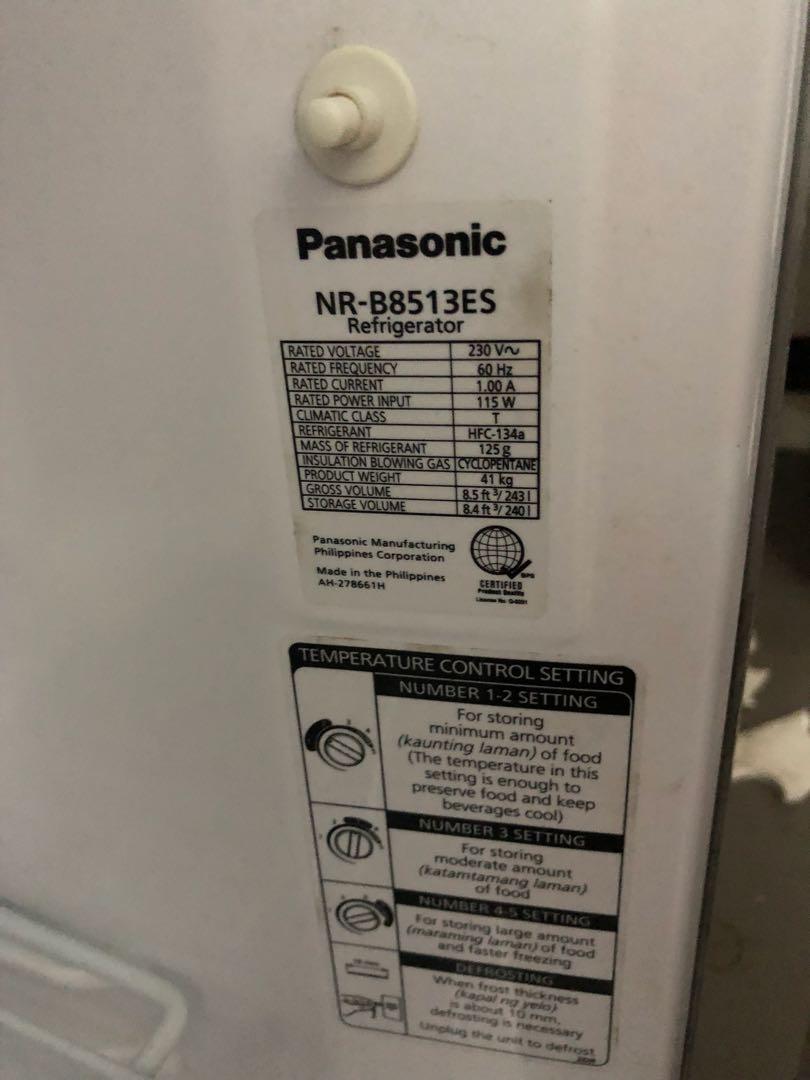 Panasonic
NR-B8513ES
Refrigerator
RATED VOLTAGE 230 V∿
RATED FREQUENCY 60 Hz
RATED CURRENT 1.00 A
RATED POWER INPUT 115 W
CLIMATIC CLASS T
REFRIGERANT HFC-134a
MASS OF REFRIGERANT 125 g
INSULATION BLOWING GAS CYCLOPENTANE
PRODUCT WEIGHT 41 kg
GROSS VOLUME 8.5 ft³/ 243 l
STORAGE VOLUME 8.4 ft³/ 240 l
Panasonic Manufacturing
Philippines Corporation
Made in the Philippines
AH-278661H
BPS
CERTIFIED
Product Quality
License No.
TEMPERATURE CONTROL SETTING
NUMBER 1-2 SETTING
For storing
minimum amount
(kaunting laman) of food
(The temperature in this
setting is enough to
preserve food and keep
beverages cool)
NUMBER 3 SETTING
For storing
moderate amount
(katamtamang laman)
of food
NUMBER 4-5 SETTING
For storing large amount
(maraming laman) of food
and faster freezing
DEFROSTING
When frost thickness
(kapal ng yelo)
is about 10 mm,
defrosting is necessary
Unplug the unit to defrost